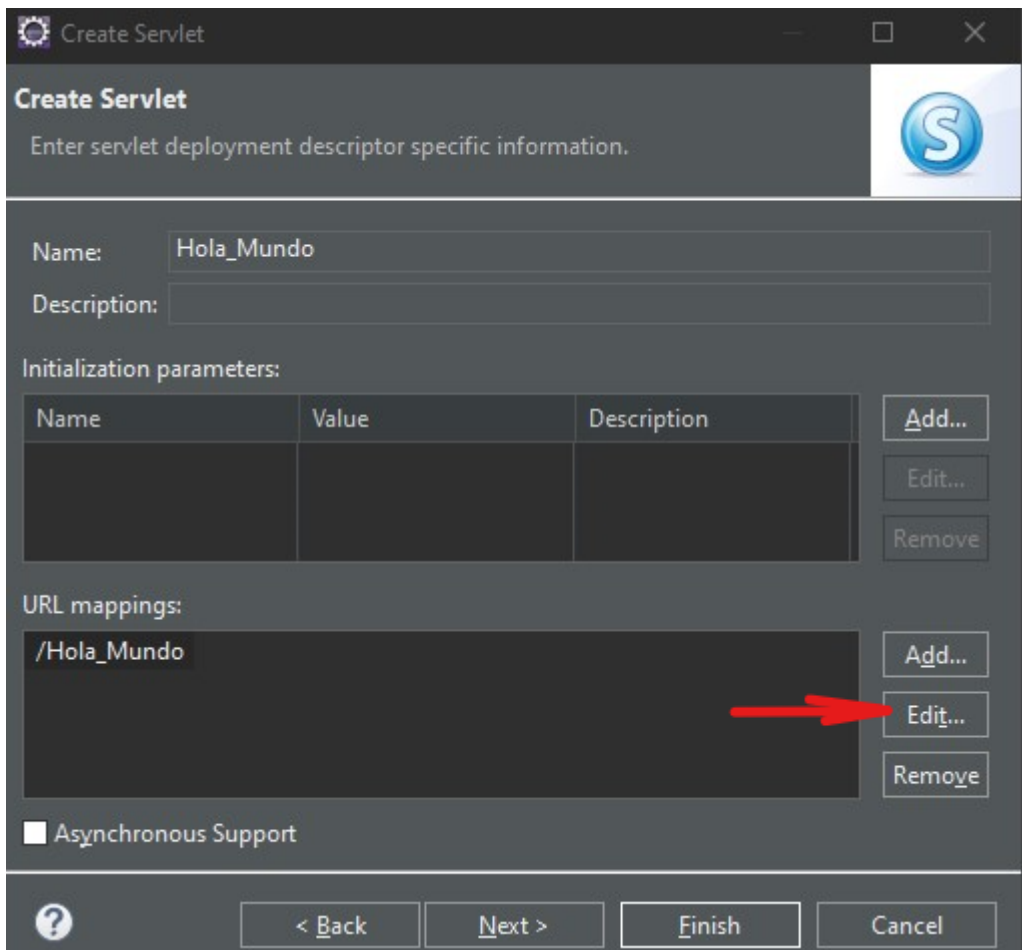 Create Servlet
Create Servlet
Enter servlet deployment descriptor specific information.
Name: Hola_Mundo
Description:
Initialization parameters:
Name Value Description Add...
Edit...
Remove
URL mappings:
/Hola_Mundo Add...
Edit...
Remove
Asynchronous Support
? < Back Next > Finish Cancel